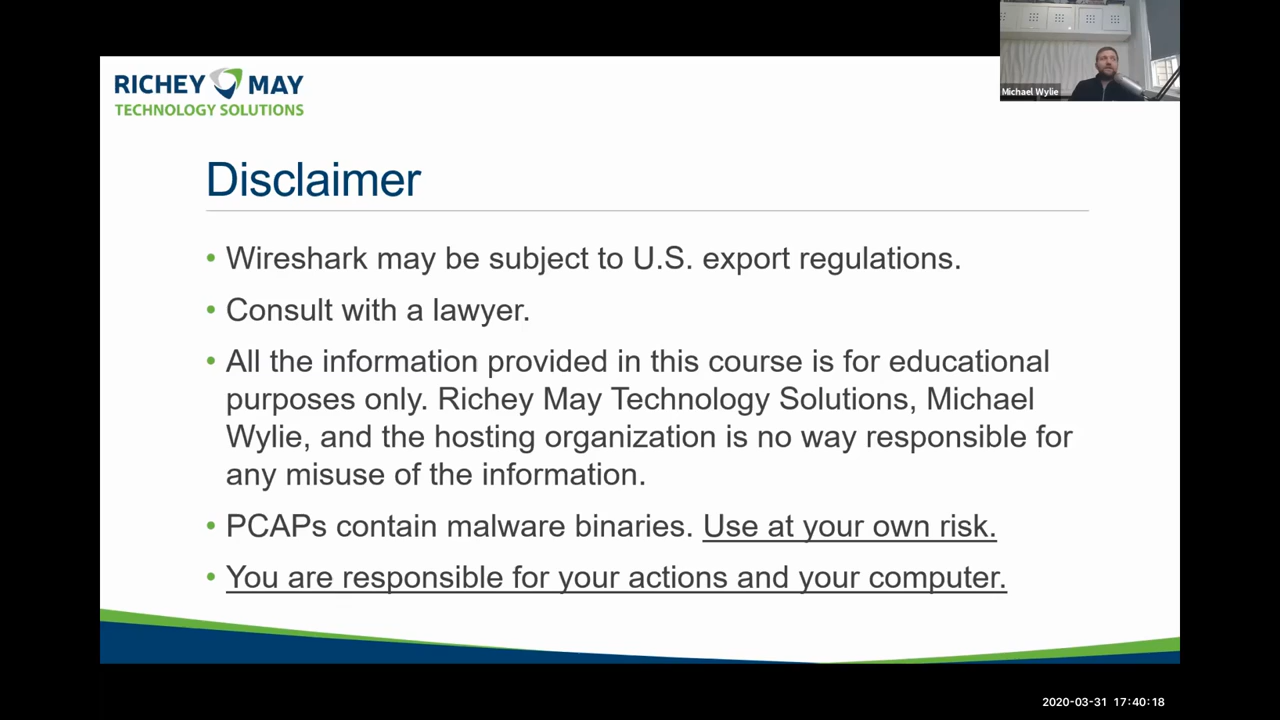 RICHEY MAY
TECHNOLOGY SOLUTIONS
Michael Wylie
Disclaimer
• Wireshark may be subject to U.S. export regulations.
• Consult with a lawyer.
• All the information provided in this course is for educational
purposes only. Richey May Technology Solutions, Michael
Wylie, and the hosting organization is no way responsible for
any misuse of the information.
• PCAPs contain malware binaries. Use at your own risk.
• You are responsible for your actions and your computer.
2020-03-31 17:40:18